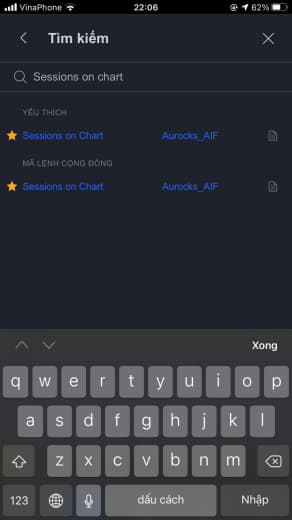 VinaPhone 22:06 62%
Tìm kiếm
Sessions on chart
YÊU THÍCH
Sessions on Chart Aurocks_AIF
MÃ LỆNH CỘNG ĐỒNG
Sessions on Chart Aurocks_AIF
Xong
q w e r t y u i o p
a s d f g h j k l
z x c v b n m
123 dấu cách Nhập